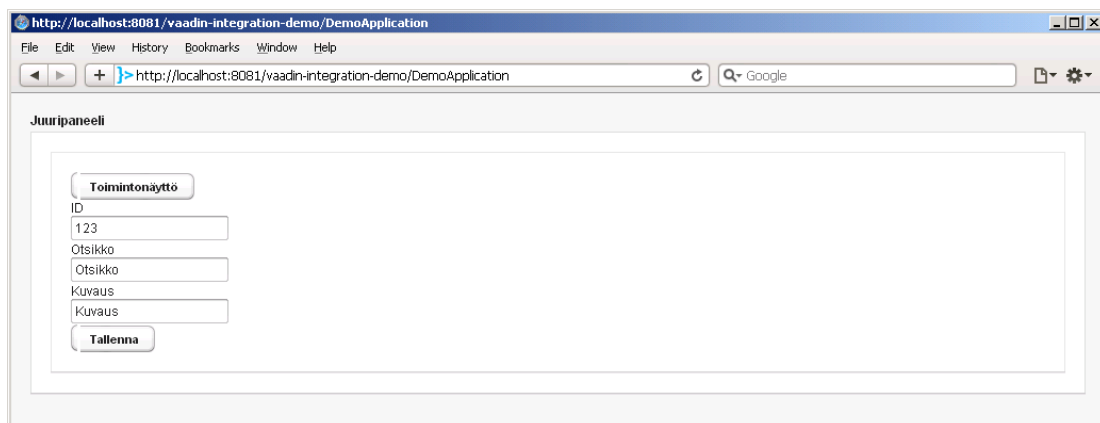 http://localhost:8081/vaadin-integration-demo/DemoApplication
File Edit View History Bookmarks Window Help
http://localhost:8081/vaadin-integration-demo/DemoApplication Google
Juuripaneeli
Toimintonäyttö
ID
123
Otsikko
Otsikko
Kuvaus
Kuvaus
Tallenna